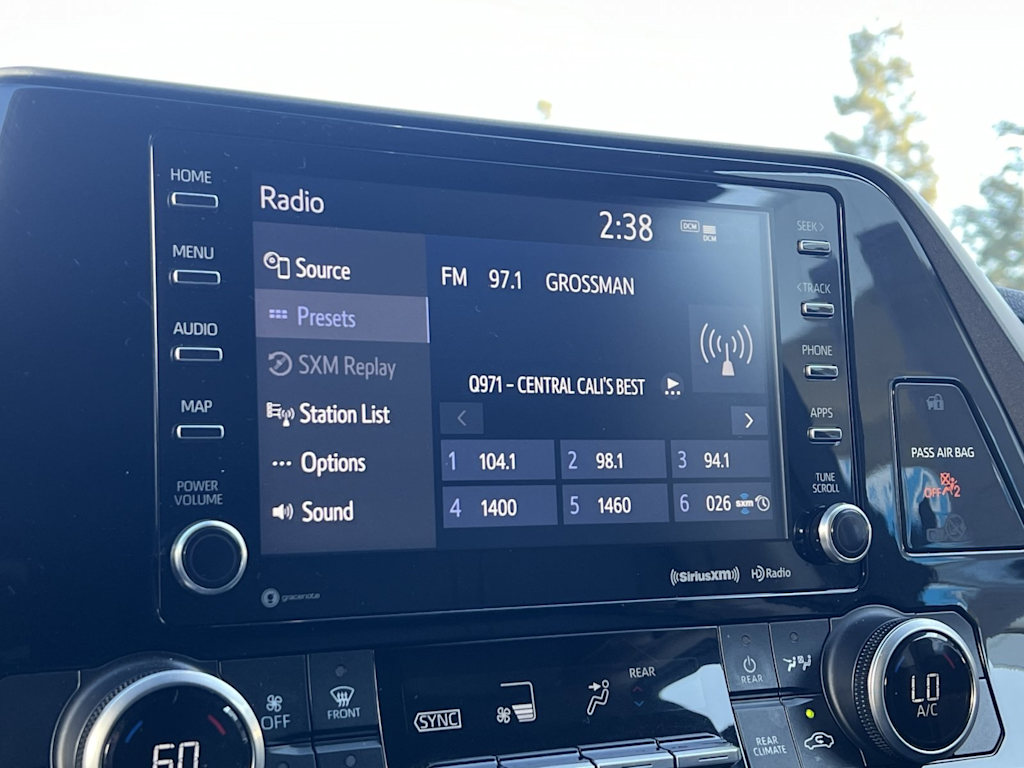 HOME
MENU
AUDIO
MAP
POWER
VOLUME
Radio
2:38
DCM
DCM
Source
Presets
SXM Replay
Station List
Options
Sound
FM 97.1 GROSSMAN
Q971 – CENTRAL CALI'S BEST
1 104.1
2 98.1
3 94.1
4 1400
5 1460
6 026 sxm
SEEK >
< TRACK
PHONE
APPS
TUNE
SCROLL
gracenote
((SiriusXM))
HD Radio
PASS AIR BAG
OFF 2
60
OFF
FRONT
SYNC
REAR
REAR
REAR
CLIMATE
LO
A/C